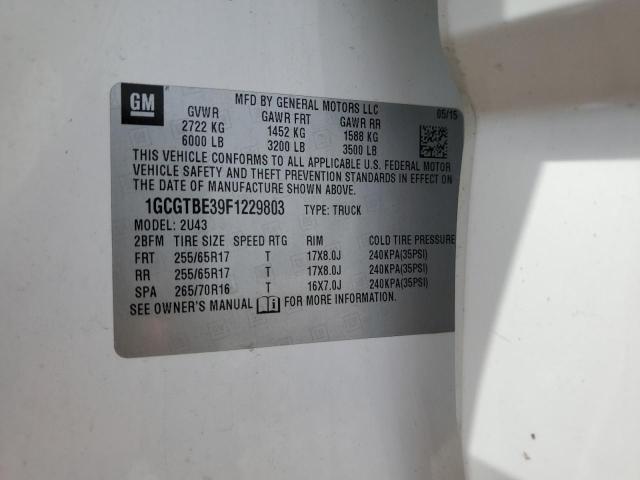 GM
MFD BY GENERAL MOTORS LLC 05/15
GVWR GAWR FRT GAWR RR
2722 KG 1452 KG 1588 KG
6000 LB 3200 LB 3500 LB
THIS VEHICLE CONFORMS TO ALL APPLICABLE U.S. FEDERAL MOTOR
VEHICLE SAFETY AND THEFT PREVENTION STANDARDS IN EFFECT ON
THE DATE OF MANUFACTURE SHOWN ABOVE.
1GCGTBE39F1229803 TYPE: TRUCK
MODEL: 2U43
2BFM TIRE SIZE SPEED RTG RIM COLD TIRE PRESSURE
FRT 255/65R17 T 17X8.0J 240KPA(35PSI)
RR 255/65R17 T 17X8.0J 240KPA(35PSI)
SPA 265/70R16 T 16X7.0J 240KPA(35PSI)
SEE OWNER'S MANUAL FOR MORE INFORMATION.